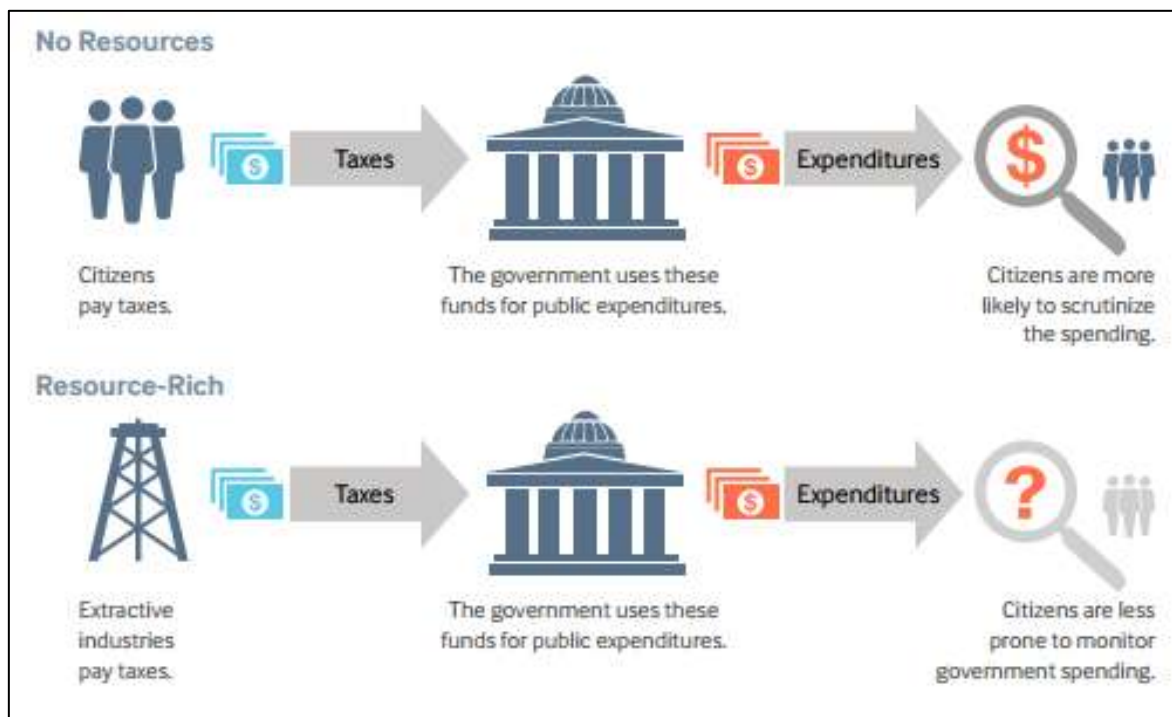 No Resources
$
Taxes
$
Expenditures
$
Citizens
pay taxes.
The government uses these
funds for public expenditures.
Citizens are more
likely to scrutinize
the spending.
Resource-Rich
$
Taxes
$
Expenditures
?
Extractive
industries
pay taxes.
The government uses these
funds for public expenditures.
Citizens are less
prone to monitor
government spending.